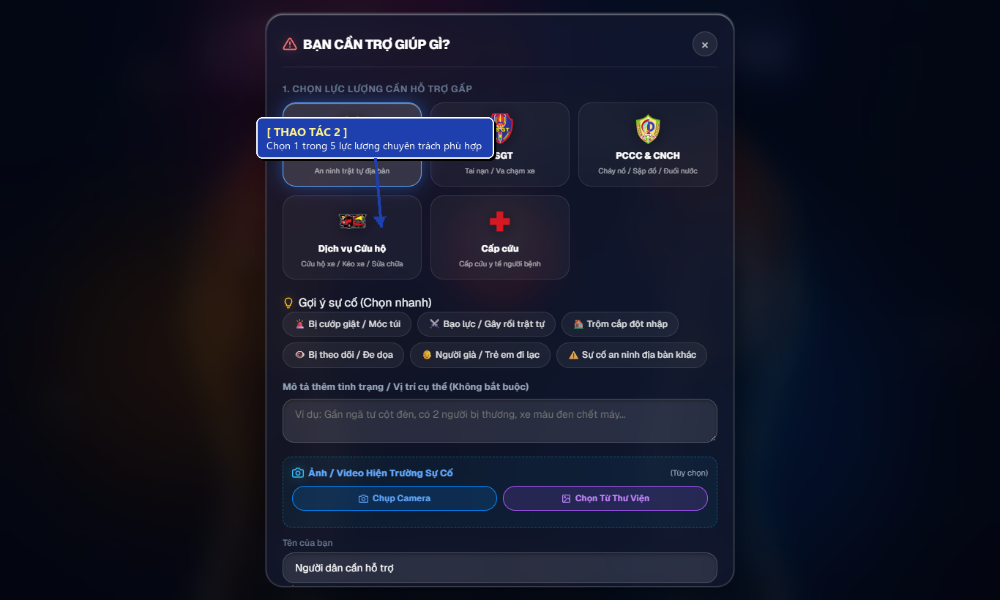 BẠN CẦN TRỢ GIÚP GÌ?
1. CHỌN LỰC LƯỢNG CẦN HỖ TRỢ GẤP
[ THAO TÁC 2 ]
Chọn 1 trong 5 lực lượng chuyên trách phù hợp
An ninh trật tự địa bàn
SGT
Tai nạn / Va chạm xe
PCCC & CNCH
Cháy nổ / Sập đổ / Đuối nước
Dịch vụ Cứu hộ
Cứu hộ xe / Kéo xe / Sửa chữa
Cấp cứu
Cấp cứu y tế người bệnh
Gợi ý sự cố (Chọn nhanh)
Bị cướp giật / Móc túi
Bạo lực / Gây rối trật tự
Trộm cắp đột nhập
Bị theo dõi / Đe dọa
Người già / Trẻ em đi lạc
Sự cố an ninh địa bàn khác
Mô tả thêm tình trạng / Vị trí cụ thể (Không bắt buộc)
Ví dụ: Gần ngã tư cột đèn, có 2 người bị thương, xe màu đen chết máy...
Ảnh / Video Hiện Trường Sự Cố
(Tùy chọn)
Chụp Camera
Chọn Từ Thư Viện
Tên của bạn
Người dân cần hỗ trợ